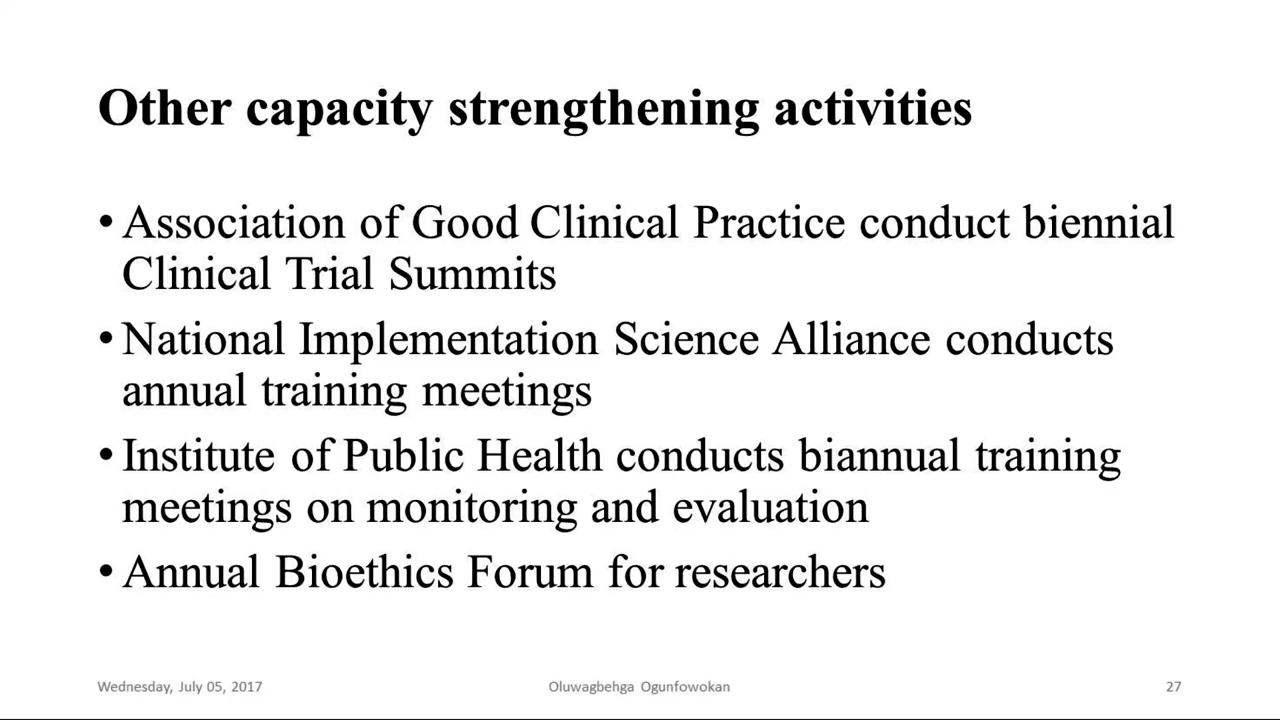 Other capacity strengthening activities
• Association of Good Clinical Practice conduct biennial
Clinical Trial Summits
• National Implementation Science Alliance conducts
annual training meetings
• Institute of Public Health conducts biannual training
meetings on monitoring and evaluation
• Annual Bioethics Forum for researchers
Wednesday, July 05, 2017
Oluwagbehga Ogunfowokan
27